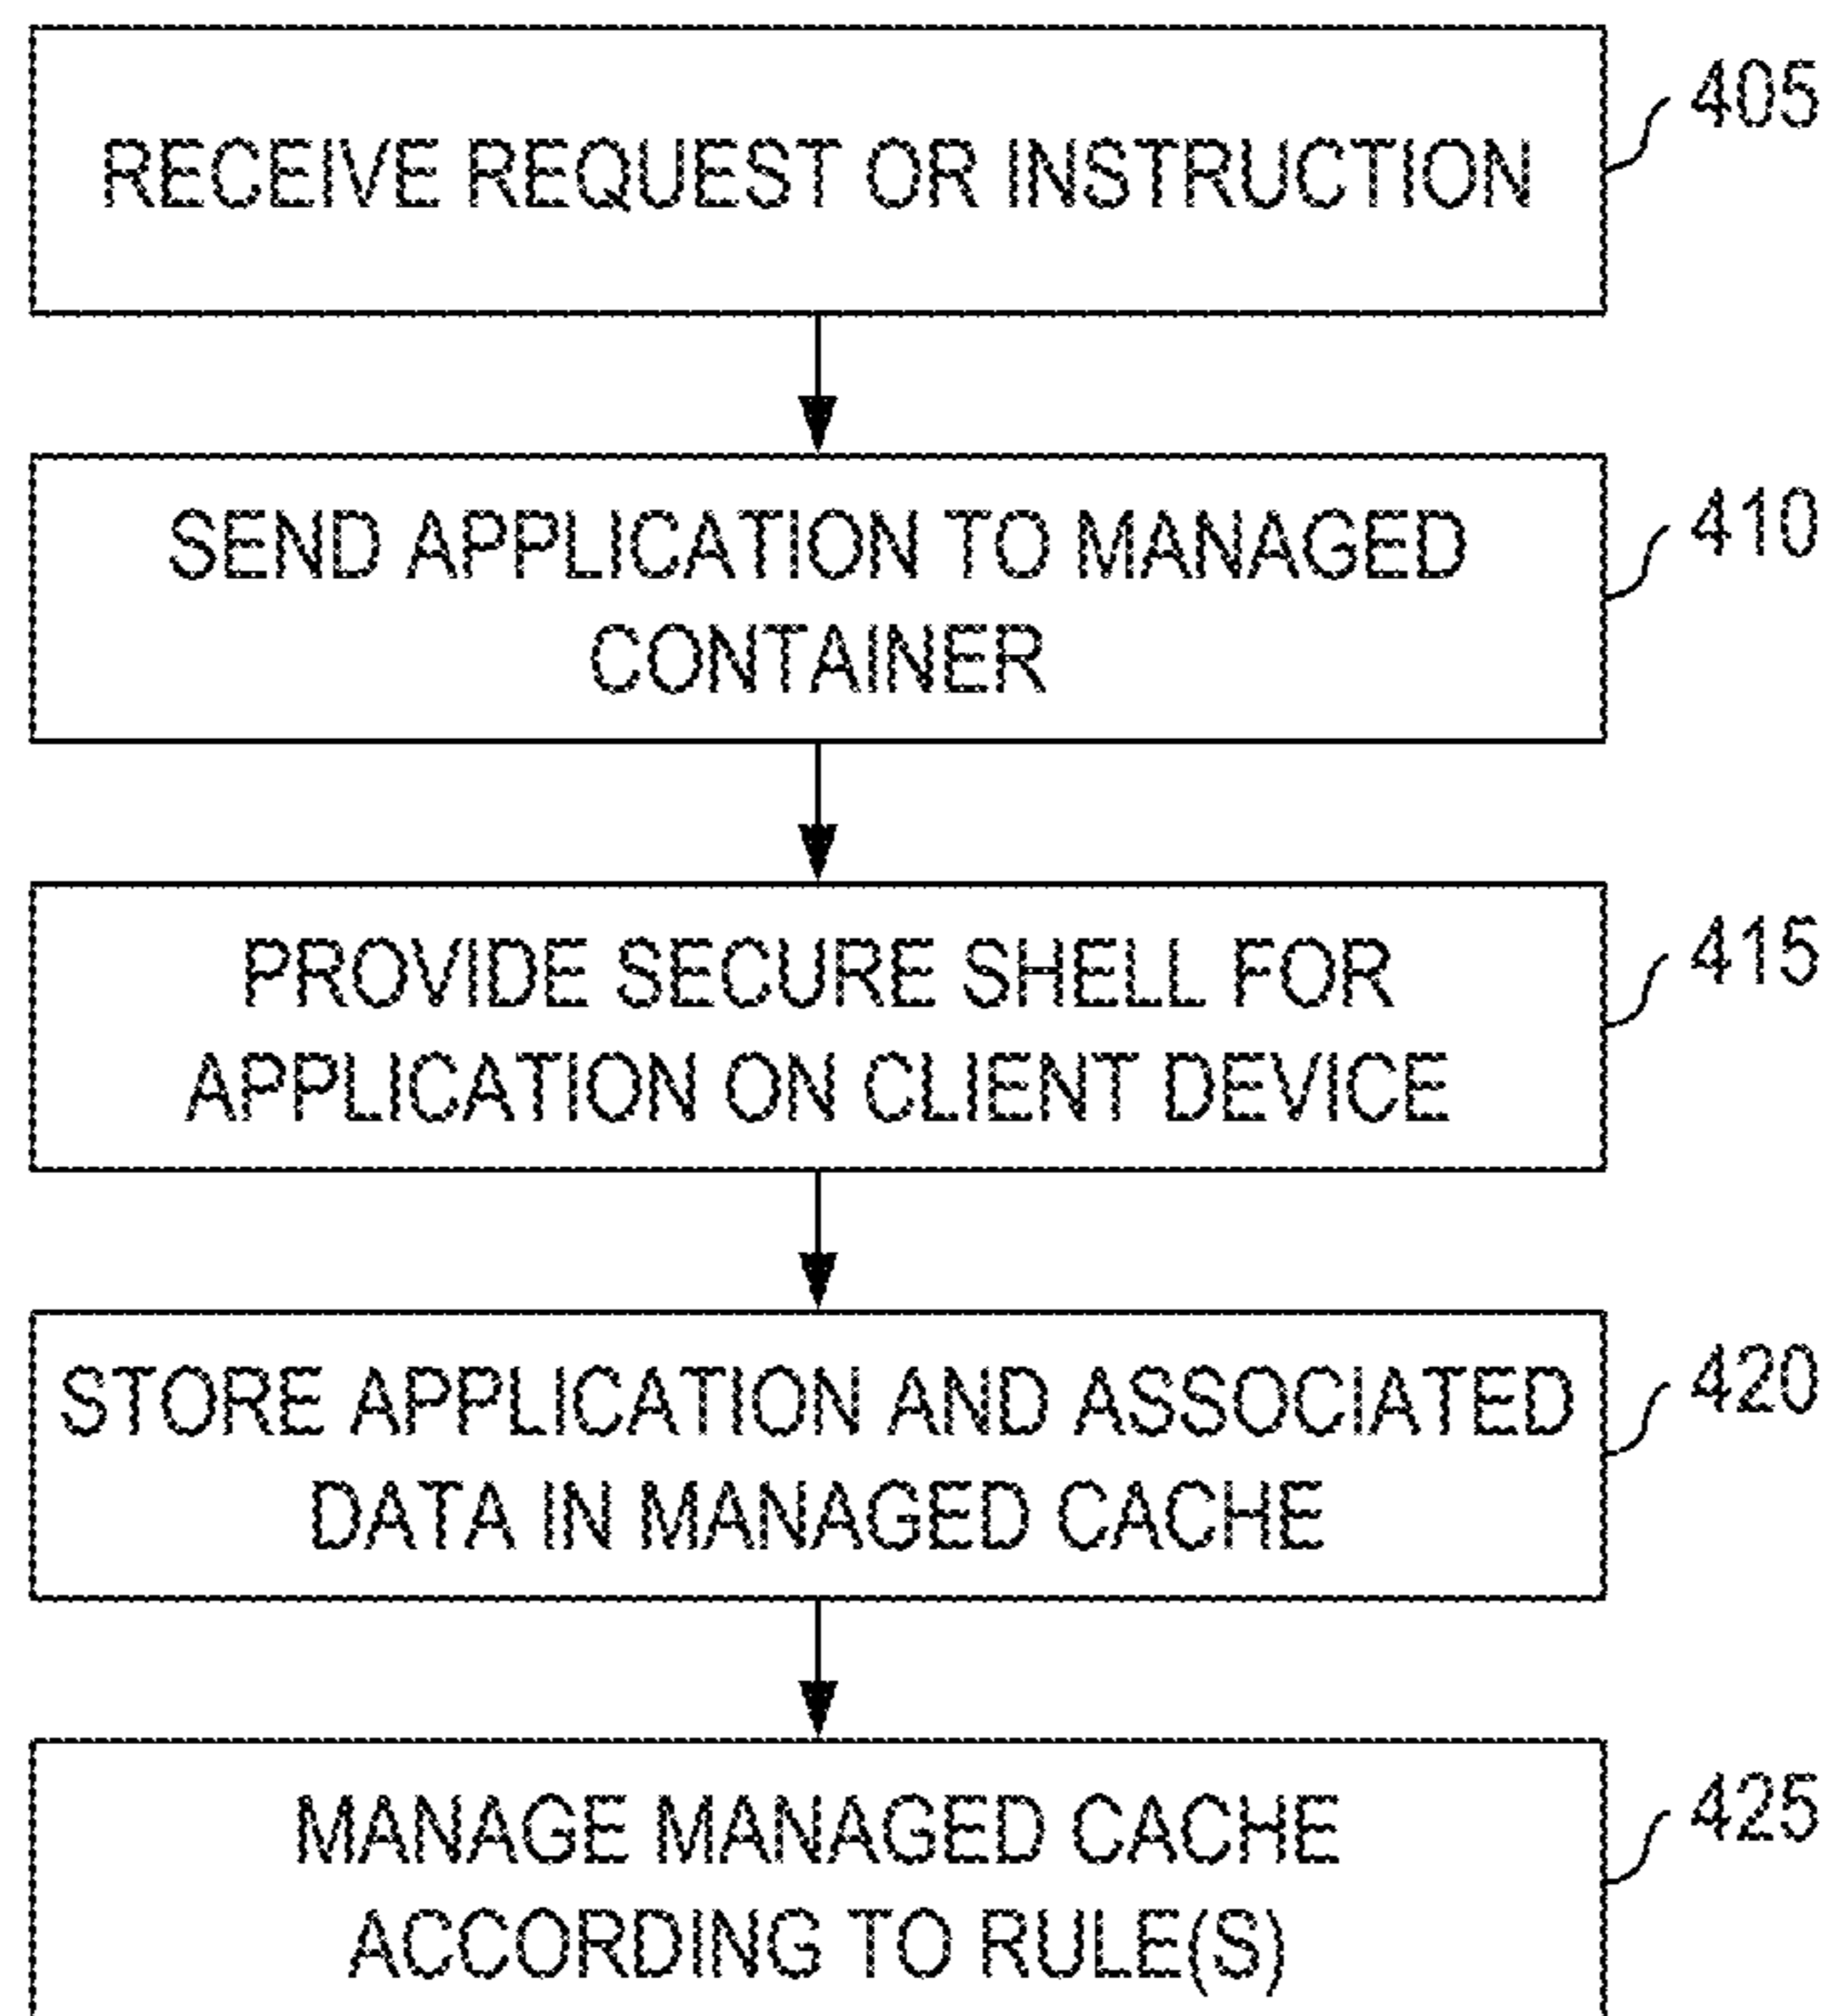 RECEIVE REQUEST OR INSTRUCTION
405
SEND APPLICATION TO MANAGED
CONTAINER
410
PROVIDE SECURE SHELL FOR
APPLICATION ON CLIENT DEVICE
415
STORE APPLICATION AND ASSOCIATED
DATA IN MANAGED CACHE
420
MANAGE MANAGED CACHE
ACCORDING TO RULE(S)
425